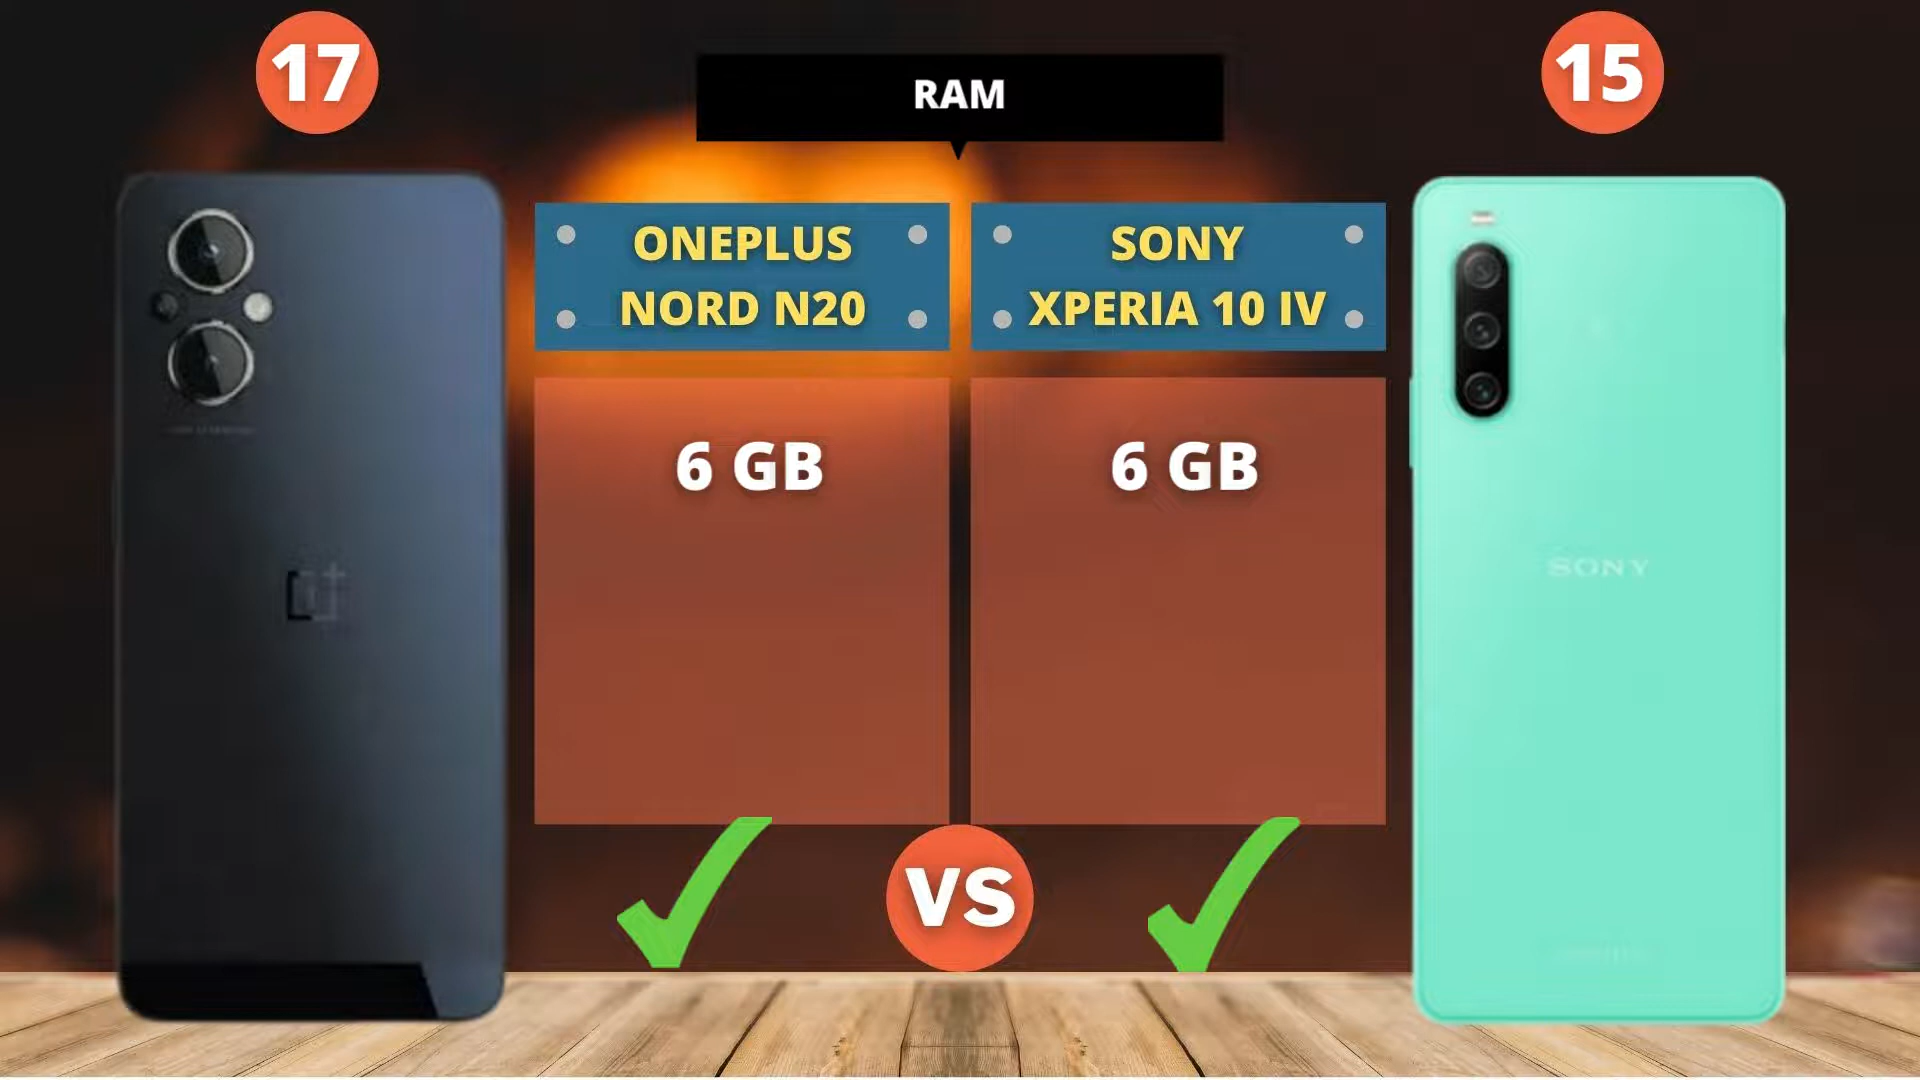 17
RAM
15
ONEPLUS
NORD N20
SONY
XPERIA 10 IV
6 GB
6 GB
SONY
VS